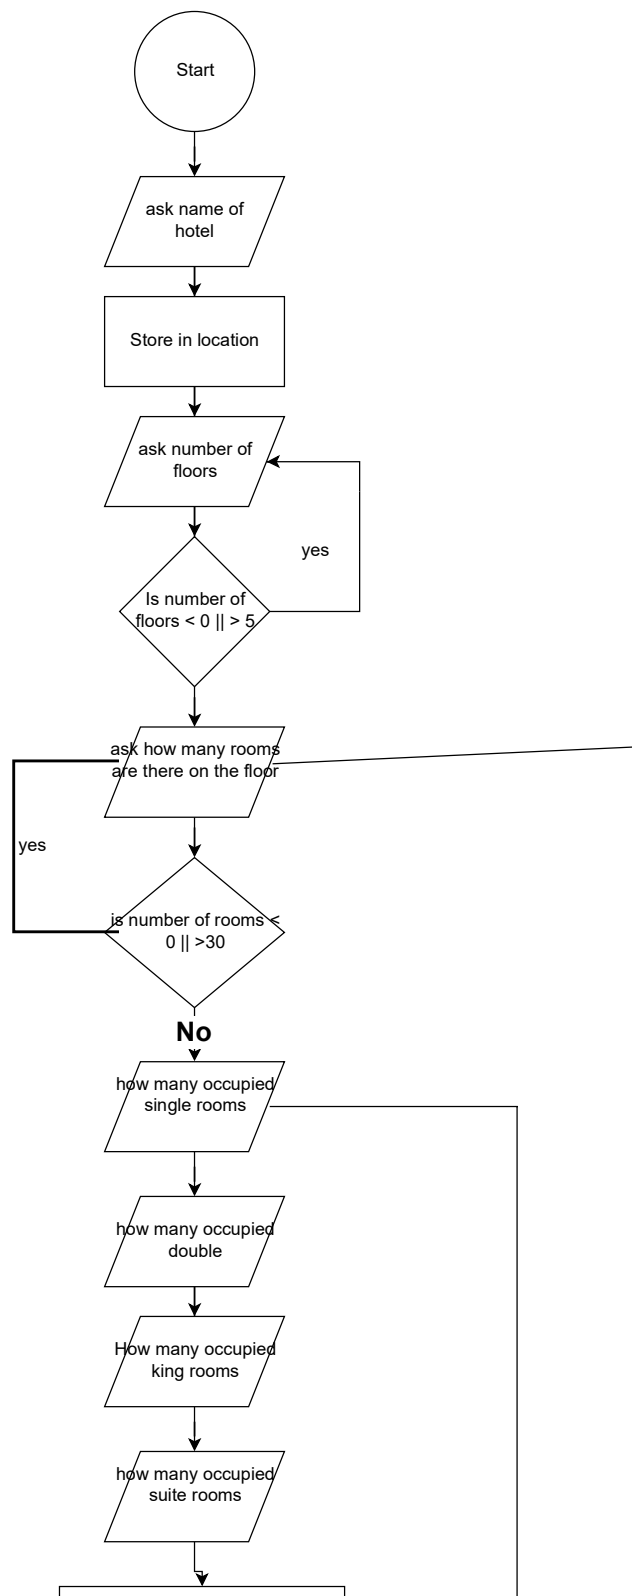 Start
ask name of
hotel
Store in location
ask number of
floors
yes
Is number of
floors < 0 || > 5
ask how many rooms
are there on the floor
yes
is number of rooms <
0 || >30
No
how many occupied
single rooms
how many occupied
double
How many occupied
king rooms
how many occupied
suite rooms